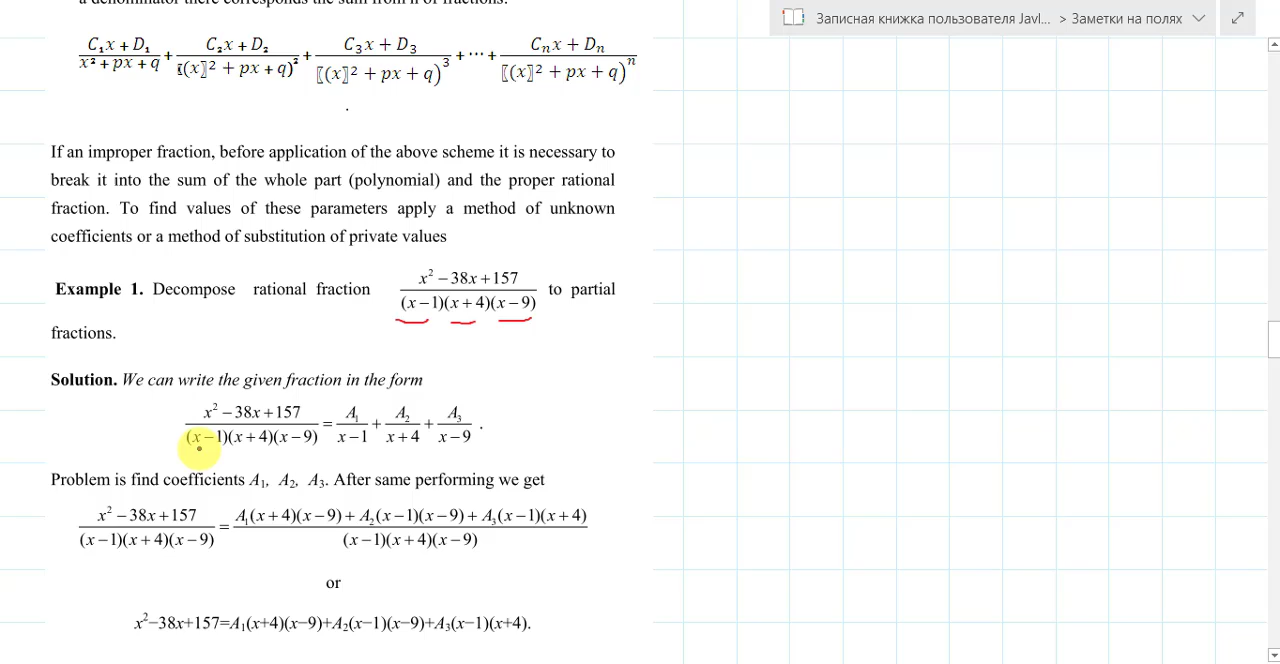 a denominator there corresponds the sum from n of fractions:
Записная книжка пользователя Javl... > Заметки на полях
C₁x + D₁ / x² + px + q + C₂x + D₂ / (〖(x〗² + px + q)² + C₃x + D₃ / (〖(x〗² + px + q)³ + ⋯ + Cₙx + Dₙ / (〖(x〗² + px + q)ⁿ
.
If an improper fraction, before application of the above scheme it is necessary to
break it into the sum of the whole part (polynomial) and the proper rational
fraction. To find values of these parameters apply a method of unknown
coefficients or a method of substitution of private values
Example 1. Decompose rational fraction x² − 38x + 157 / (x − 1)(x + 4)(x − 9) to partial
fractions.
Solution. We can write the given fraction in the form
x² − 38x + 157 / (x − 1)(x + 4)(x − 9) = A₁ / x − 1 + A₂ / x + 4 + A₃ / x − 9 .
Problem is find coefficients A₁, A₂, A₃. After same performing we get
x² − 38x + 157 / (x − 1)(x + 4)(x − 9) = A₁(x + 4)(x − 9) + A₂(x − 1)(x − 9) + A₃(x − 1)(x + 4) / (x − 1)(x + 4)(x − 9)
or
x²−38x+157=A₁(x+4)(x−9)+A₂(x−1)(x−9)+A₃(x−1)(x+4).